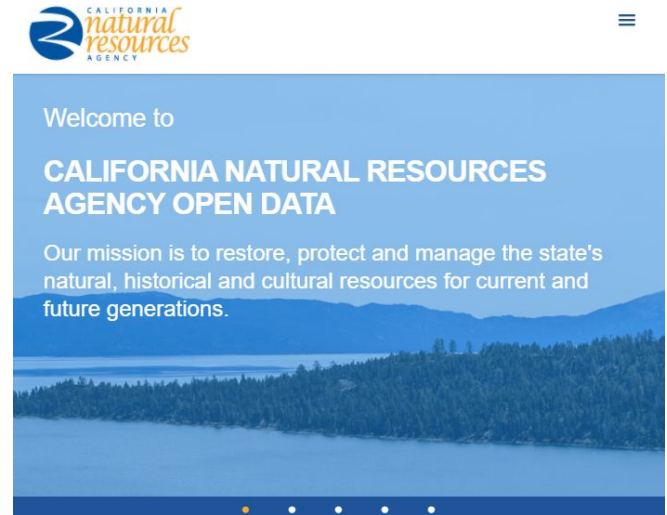 CALIFORNIA
natural
resources
AGENCY
Welcome to
CALIFORNIA NATURAL RESOURCES
AGENCY OPEN DATA
Our mission is to restore, protect and manage the state's
natural, historical and cultural resources for current and
future generations.